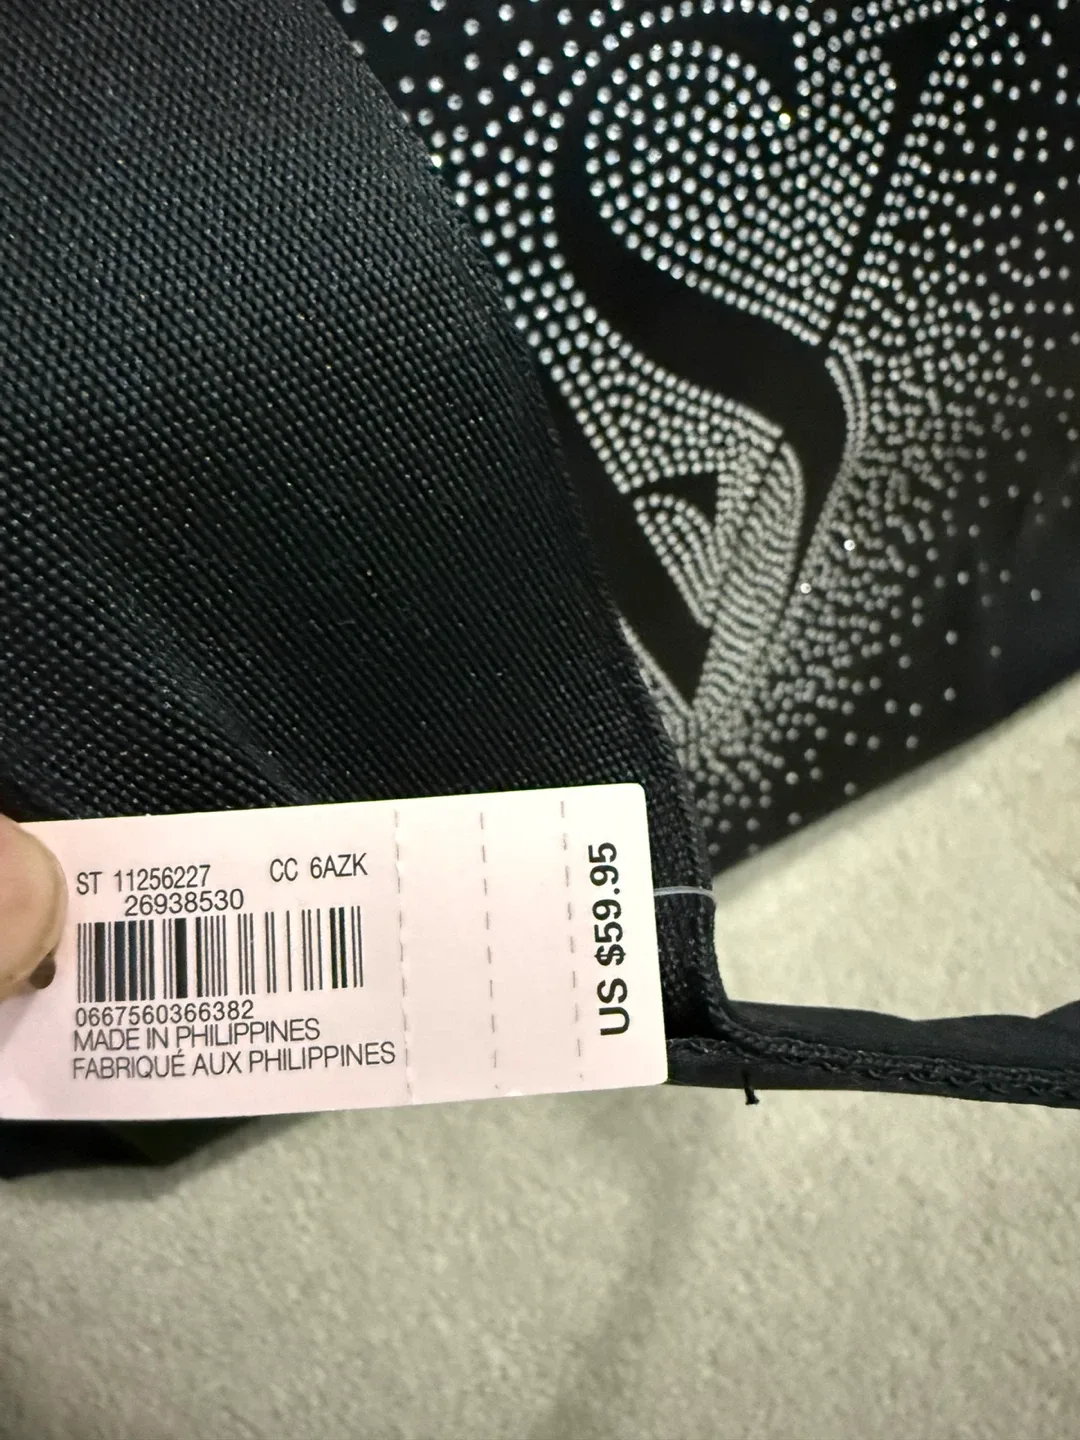 ST 11256227 CC 6AZK
26938530
0667560366382
MADE IN PHILIPPINES
FABRIQUÉ AUX PHILIPPINES
US $59.95